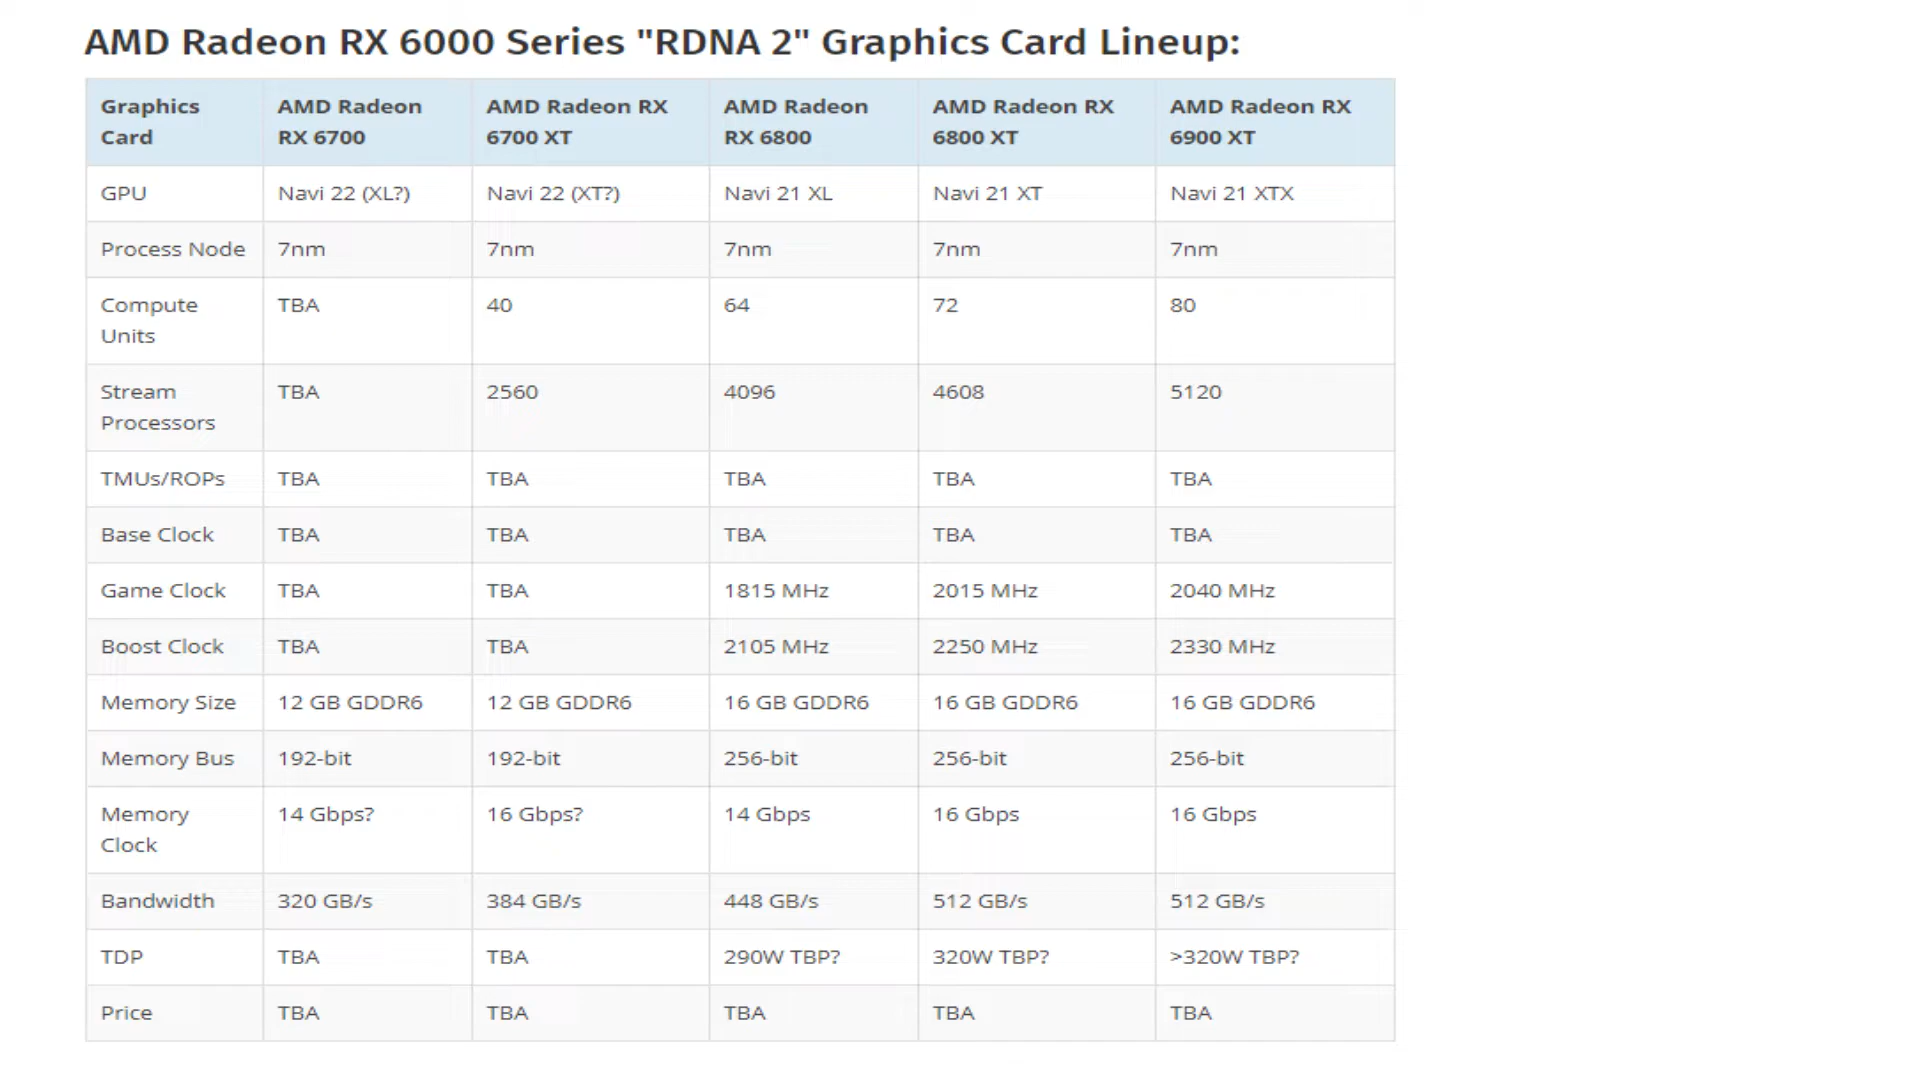 AMD Radeon RX 6000 Series "RDNA 2" Graphics Card Lineup:
Graphics Card AMD Radeon RX 6700 AMD Radeon RX 6700 XT AMD Radeon RX 6800 AMD Radeon RX 6800 XT AMD Radeon RX 6900 XT
GPU Navi 22 (XL?) Navi 22 (XT?) Navi 21 XL Navi 21 XT Navi 21 XTX
Process Node 7nm 7nm 7nm 7nm 7nm
Compute Units TBA 40 64 72 80
Stream Processors TBA 2560 4096 4608 5120
TMUs/ROPs TBA TBA TBA TBA TBA
Base Clock TBA TBA TBA TBA TBA
Game Clock TBA TBA 1815 MHz 2015 MHz 2040 MHz
Boost Clock TBA TBA 2105 MHz 2250 MHz 2330 MHz
Memory Size 12 GB GDDR6 12 GB GDDR6 16 GB GDDR6 16 GB GDDR6 16 GB GDDR6
Memory Bus 192-bit 192-bit 256-bit 256-bit 256-bit
Memory Clock 14 Gbps? 16 Gbps? 14 Gbps 16 Gbps 16 Gbps
Bandwidth 320 GB/s 384 GB/s 448 GB/s 512 GB/s 512 GB/s
TDP TBA TBA 290W TBP? 320W TBP? >320W TBP?
Price TBA TBA TBA TBA TBA